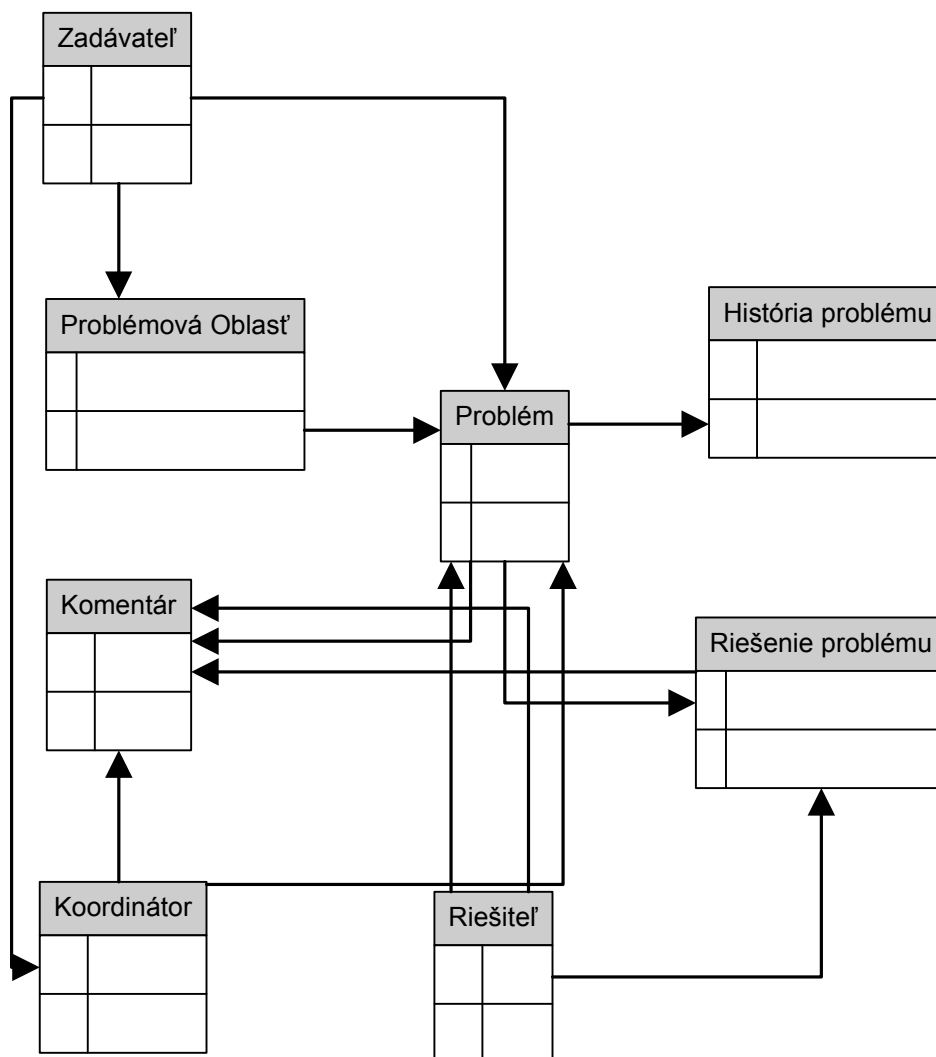 Zadávateľ
Problémová Oblasť
História problému
Problém
Komentár
Riešenie problému
Koordinátor
Riešiteľ